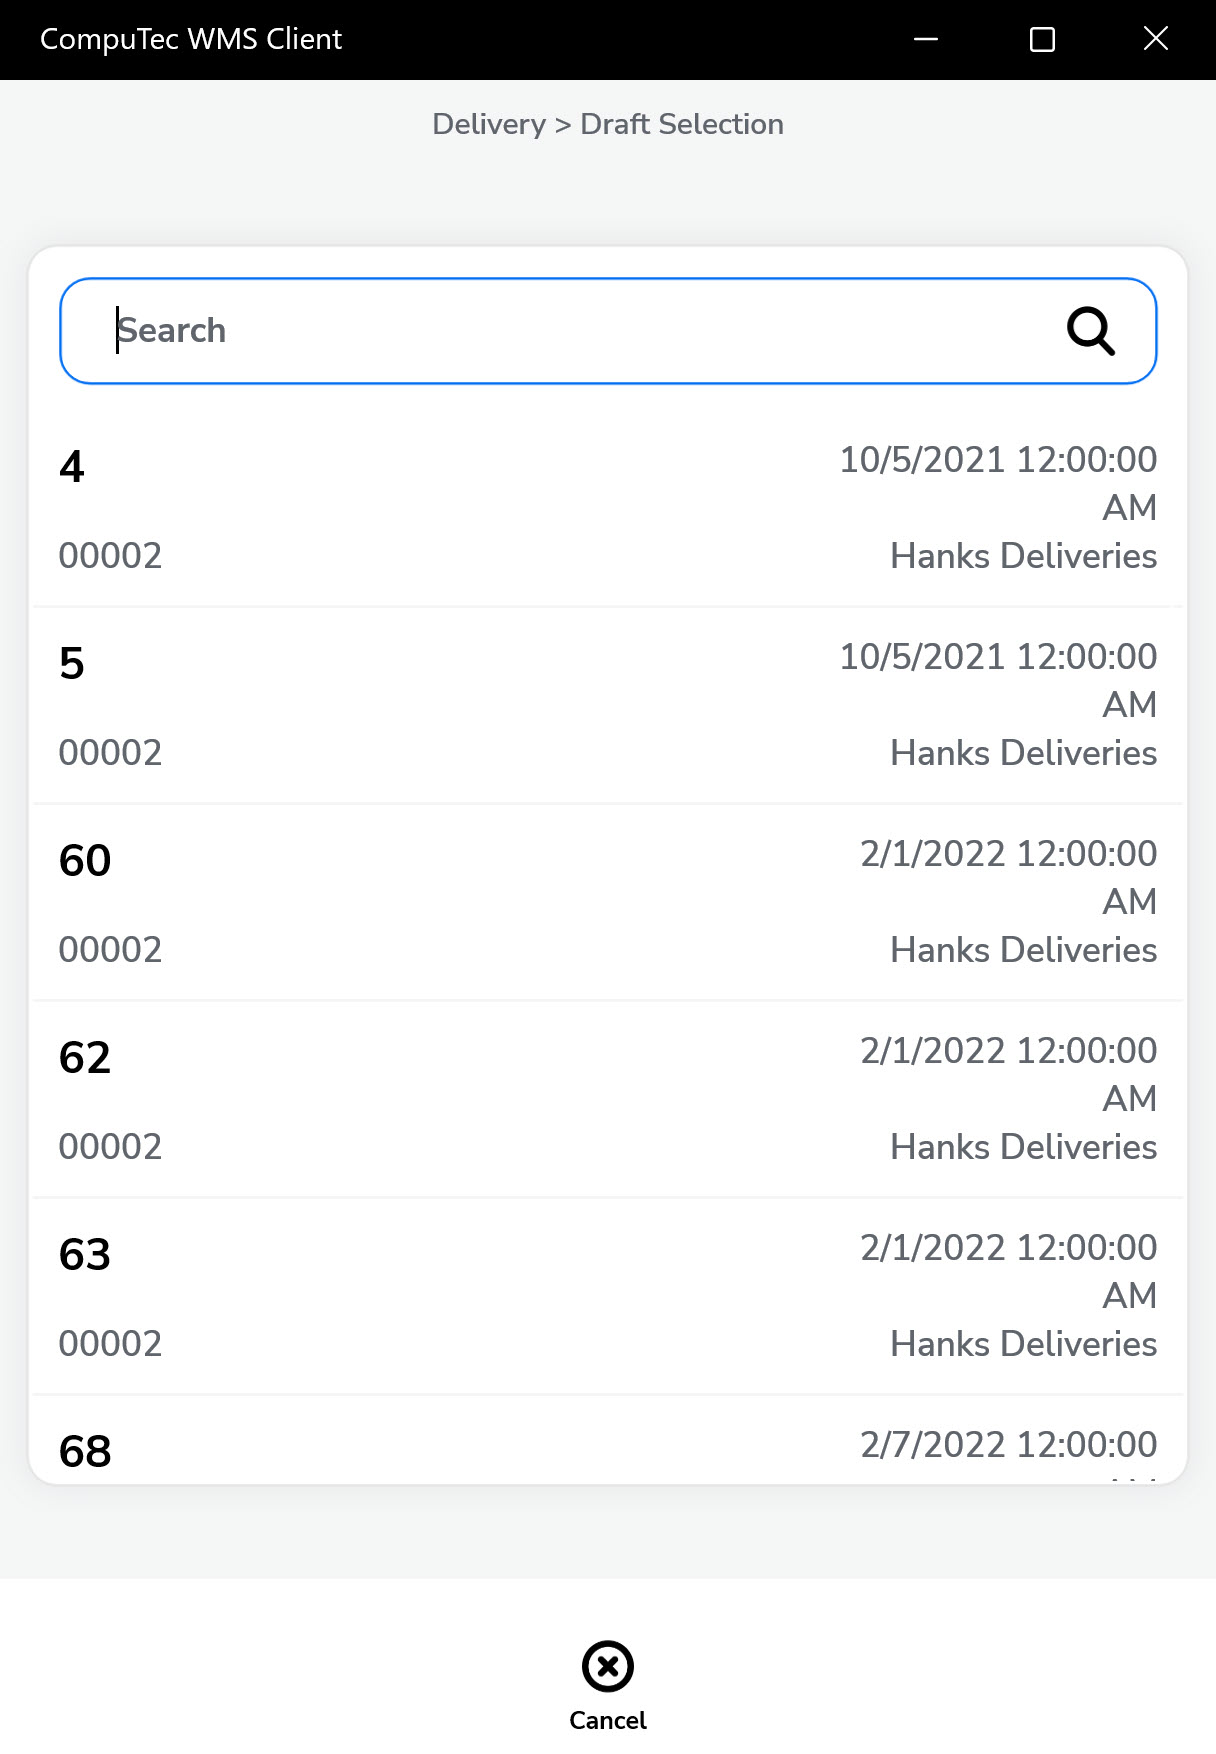 CompuTec WMS Client
Delivery > Draft Selection
Search
4
10/5/2021 12:00:00
AM
00002
Hanks Deliveries
5
10/5/2021 12:00:00
AM
00002
Hanks Deliveries
60
2/1/2022 12:00:00
AM
00002
Hanks Deliveries
62
2/1/2022 12:00:00
AM
00002
Hanks Deliveries
63
2/1/2022 12:00:00
AM
00002
Hanks Deliveries
68
2/7/2022 12:00:00
Cancel